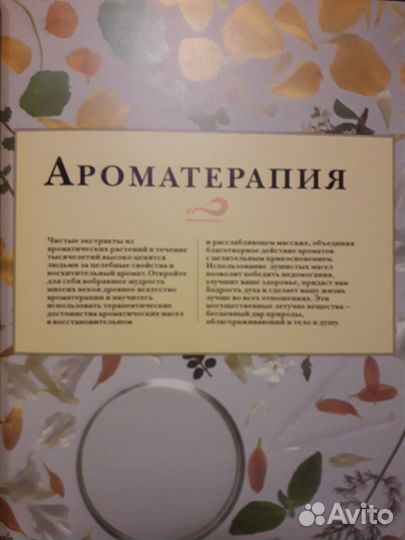 АРОМАТЕРАПИЯ
Чистые экстракты из
ароматических растений в течение
тысячелетий высоко ценятся
людьми за целебные свойства и
восхитительный аромат. Откройте
для себя вобравшее мудрость
многих веков древнее искусство
ароматерапии и научитесь
использовать терапевтические
достоинства ароматических масел
в восстановительном
и расслабляющем массаже, объединяя
благотворное действие ароматов
с целительным прикосновением.
Использование душистых масел
позволит победить недомогания,
улучшит ваше здоровье, придаст вам
бодрость духа и сделает вашу жизнь
лучше во всех отношениях. Эти
могущественные летучие вещества –
бесценный дар природы,
облагораживающий и тело и душу.
Avito